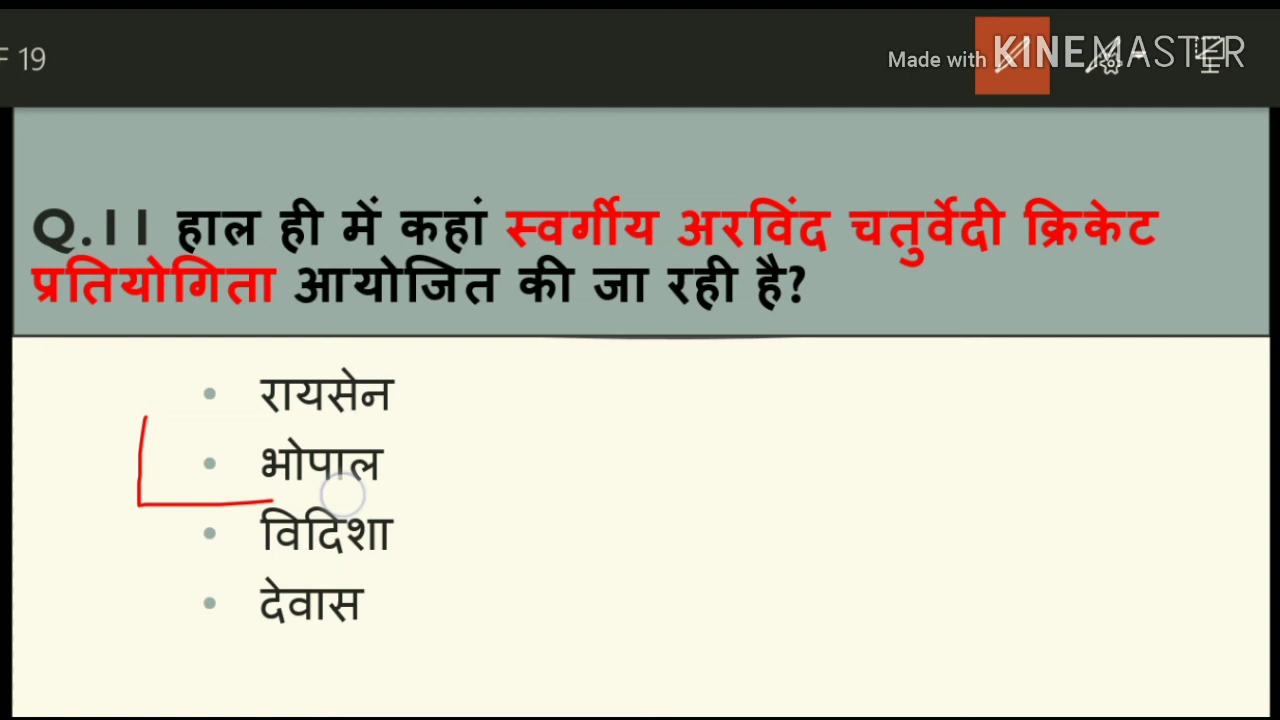 F 19
Made with KINEMASTER
Q.11 हाल ही में कहां स्वर्गीय अरविंद चतुर्वेदी क्रिकेट
प्रतियोगिता आयोजित की जा रही है?
• रायसेन
• भोपाल
• विदिशा
• देवास